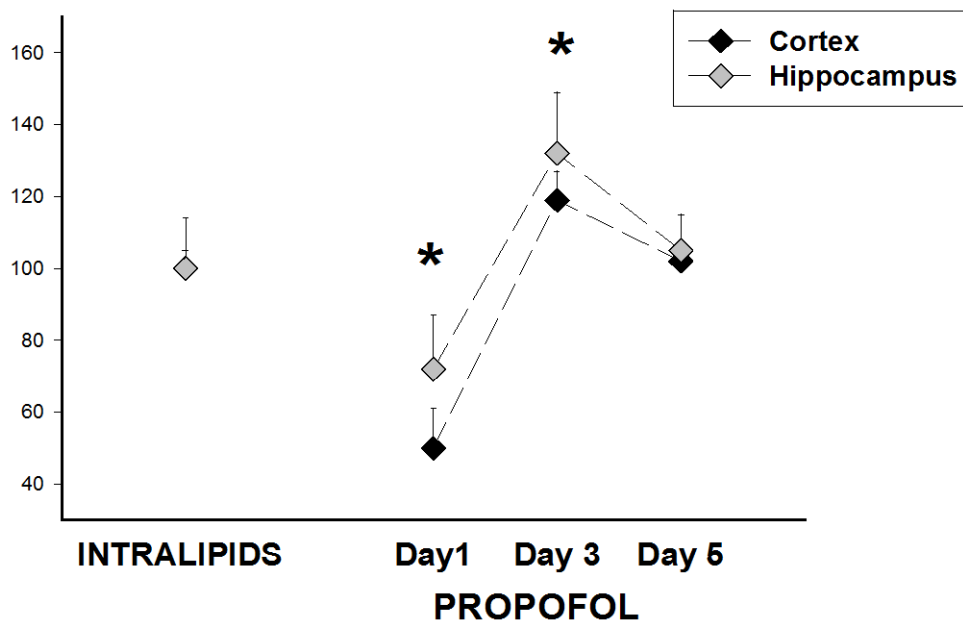 Cortex
Hippocampus
160
140
120
100
80
60
40
*
*
INTRALIPIDS Day1 Day 3 Day 5
PROPOFOL